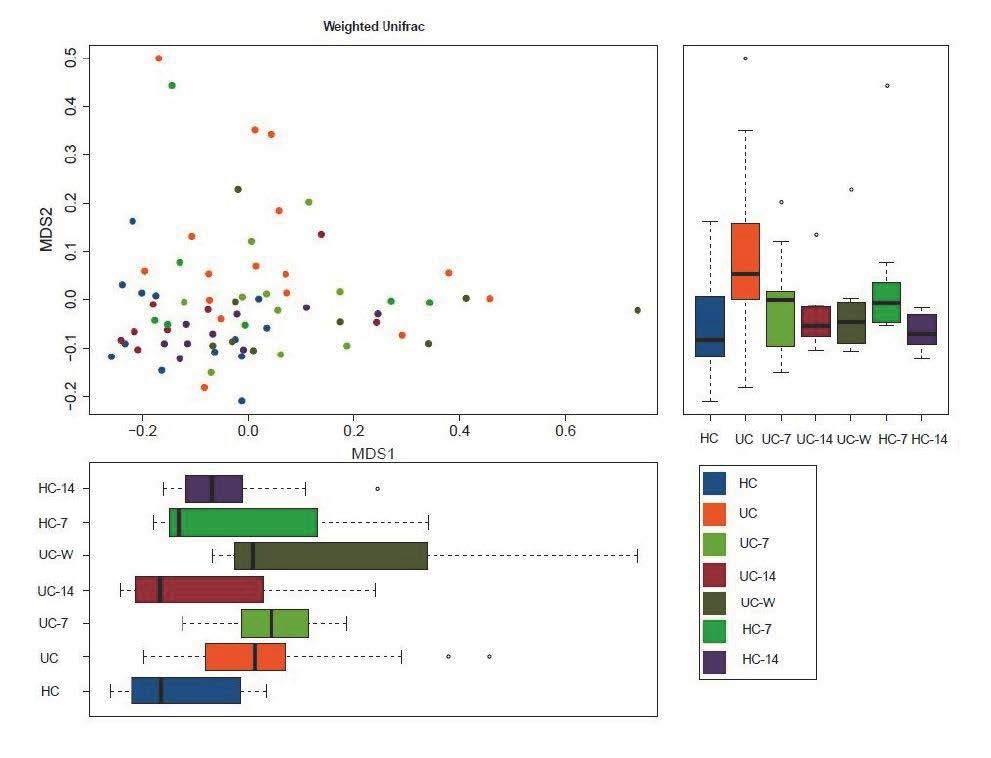 Weighted Unifrac
MDS2
0.5
0.4
0.3
0.2
0.1
0.0
−0.1
−0.2
−0.2 0.0 0.2 0.4 0.6
MDS1
HC UC UC-7 UC-14 UC-W HC-7 HC-14
HC-14
HC-7
UC-W
UC-14
UC-7
UC
HC
HC
UC
UC-7
UC-14
UC-W
HC-7
HC-14